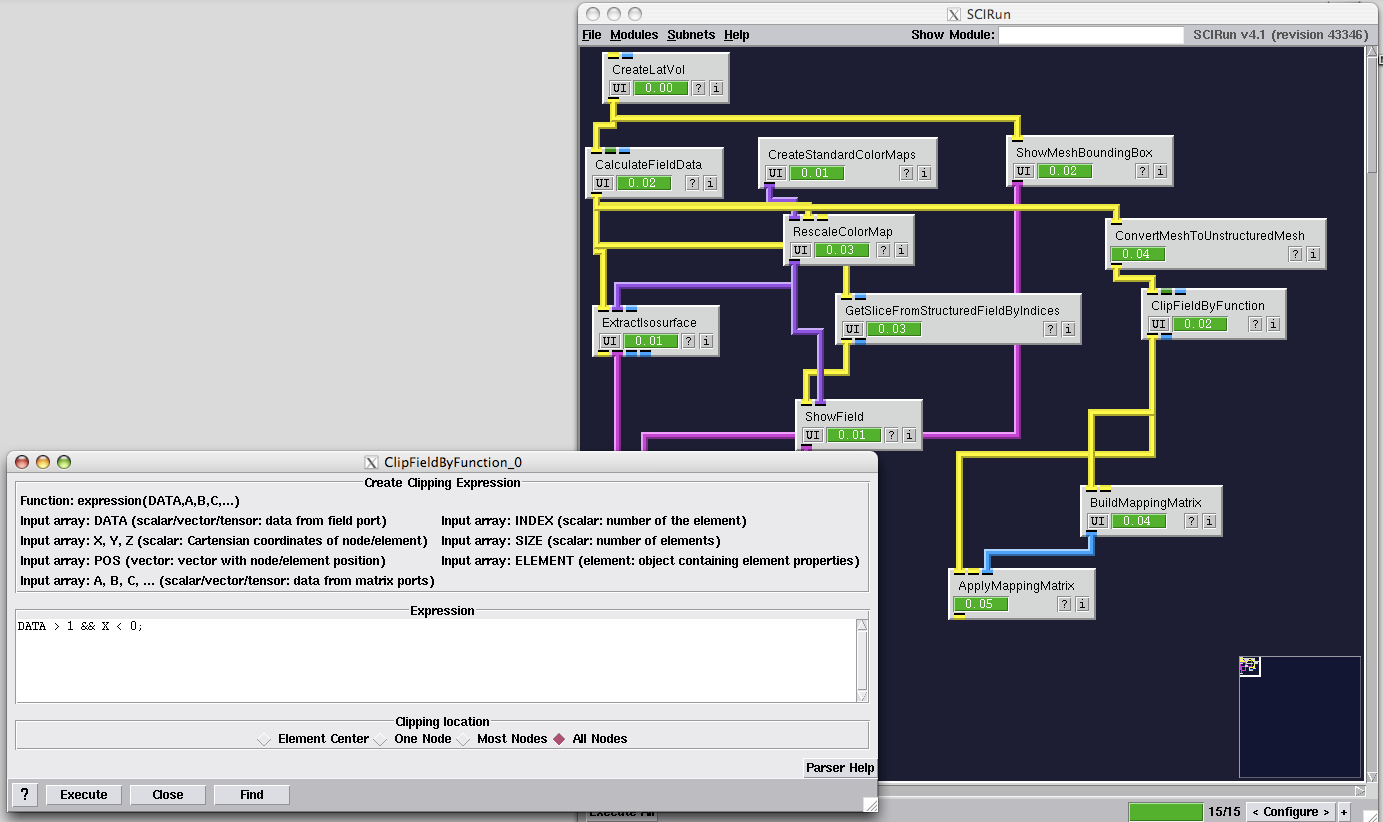 SCIRun
File Modules Subnets Help Show Module: SCIRun v4.1 (revision 43346)
CreateLatVol
UI 0.00 ? i
CalculateFieldData
UI 0.02 ? i
CreateStandardColorMaps
UI 0.01 ? i
ShowMeshBoundingBox
UI 0.02 ? i
RescaleColorMap
UI 0.03 ? i
ConvertMeshToUnstructuredMesh
0.04 ? i
ExtractIsosurface
UI 0.01 ? i
GetSliceFromStructuredFieldByIndices
UI 0.03 ? i
ClipFieldByFunction
UI 0.02 ? i
ShowField
UI 0.01 ? i
BuildMappingMatrix
UI 0.04 ? i
ApplyMappingMatrix
0.05 ? i
ClipFieldByFunction_0
Create Clipping Expression
Function: expression(DATA,A,B,C,...)
Input array: DATA (scalar/vector/tensor: data from field port) Input array: INDEX (scalar: number of the element)
Input array: X, Y, Z (scalar: Cartensian coordinates of node/element) Input array: SIZE (scalar: number of elements)
Input array: POS (vector: vector with node/element position) Input array: ELEMENT (element: object containing element properties)
Input array: A, B, C, ... (scalar/vector/tensor: data from matrix ports)
Expression
DATA > 1 && X < 0;
Clipping location
Element Center One Node Most Nodes All Nodes
Parser Help
? Execute Close Find
Execute All 15/15 < Configure > +